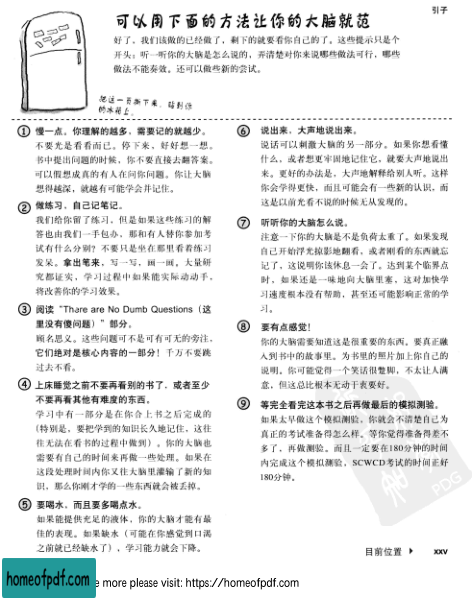 引子
可以用下面的方法让你的大脑就范
好了，我们该做的已经做了，剩下的就要看你自己的了。这些提示只是个
开头；听一听你的大脑是怎么说的，弄清楚对你来说哪些做法可行，哪些
做法不能奏效。还可以做些新的尝试。
把这一页撕下来，贴到你
的冰箱上。
① 慢一点。你理解的越多，需要记的就越少。
不要光是看看而已。停下来，好好想一想。
书中提出问题的时候，你不要直接去翻答案。
可以假想成真的有人在问你问题。你让大脑
想得越深，就越有可能学会并记住。
② 做练习，自己记笔记。
我们给你留了练习，但是如果这些练习的解
答也由我们一手包办，那和有人替你参加考
试有什么分别？不要只是坐在那里看着练习
发呆。拿出笔来，写一写，画一画。大量研
究都证实，学习过程中如果能实际动动手，
将改善你的学习效果。
③ 阅读“Thare are No Dumb Questions（这
里没有傻问题）”部分。
顾名思义。这些问题可不是可有可无的旁注，
它们绝对是核心内容的一部分！千万不要跳
过去不看。
④ 上床睡觉之前不要再看别的书了，或者至少
不要再看其他有难度的东西。
学习中有一部分是在你合上书之后完成的
(特别是，要把学到的知识长久地记住，这往
往无法在看书的过程中做到)。你的大脑也
需要有自己的时间来再做一些处理。如果在
这段处理时间内你又往大脑里灌输了新的知
识，那么你刚才学的一些东西就会被丢掉。
⑤ 要喝水，而且要多喝点水。
如果能提供充足的液体，你的大脑才能有最
佳的表现。如果缺水（可能在你感觉到口渴
之前就已经缺水了），学习能力就会下降。
⑥ 说出来，大声地说出来。
说话可以刺激大脑的另一部分。如果你想看懂
什么，或者想更牢固地记住它，就要大声地说出
来。更好的办法是，大声地解释给别人听。这样
你会学得更快，而且可能会有一些新的认识，而
这是以前光看不说的时候无从发现的。
⑦ 听听你的大脑怎么说。
注意一下你的大脑是不是负荷太重了。如果发现
自己开始浮光掠影地翻看，或者刚看的东西就忘
记了，这说明你该休息一会了。达到某个临界点
时，如果还是一味地向大脑里塞，这对加快学
习速度根本没有帮助，甚至还可能影响正常的学
习。
⑧ 要有点感觉！
你的大脑需要知道这是很重要的东西。要真正融
入到书中的故事里。为书里的照片加上你自己的
说明。你可能觉得一个笑话很蹩脚，不太让人满
意，但这总比根本无动于衷要好。
⑨ 等完全看完这本书之后再做最后的模拟测验。
如果太早做这个模拟测验，你就会不清楚自己为
真正的考试准备得怎么样。等你觉得准备得差不
多了，再做测验。而且一定要在180分钟的时间
内完成这个模拟测验，SCWCD考试的时间正好
180分钟。
PDG
目前位置 ▶ xxv
homeofpdf.com
e more please visit: https://homeofpdf.com